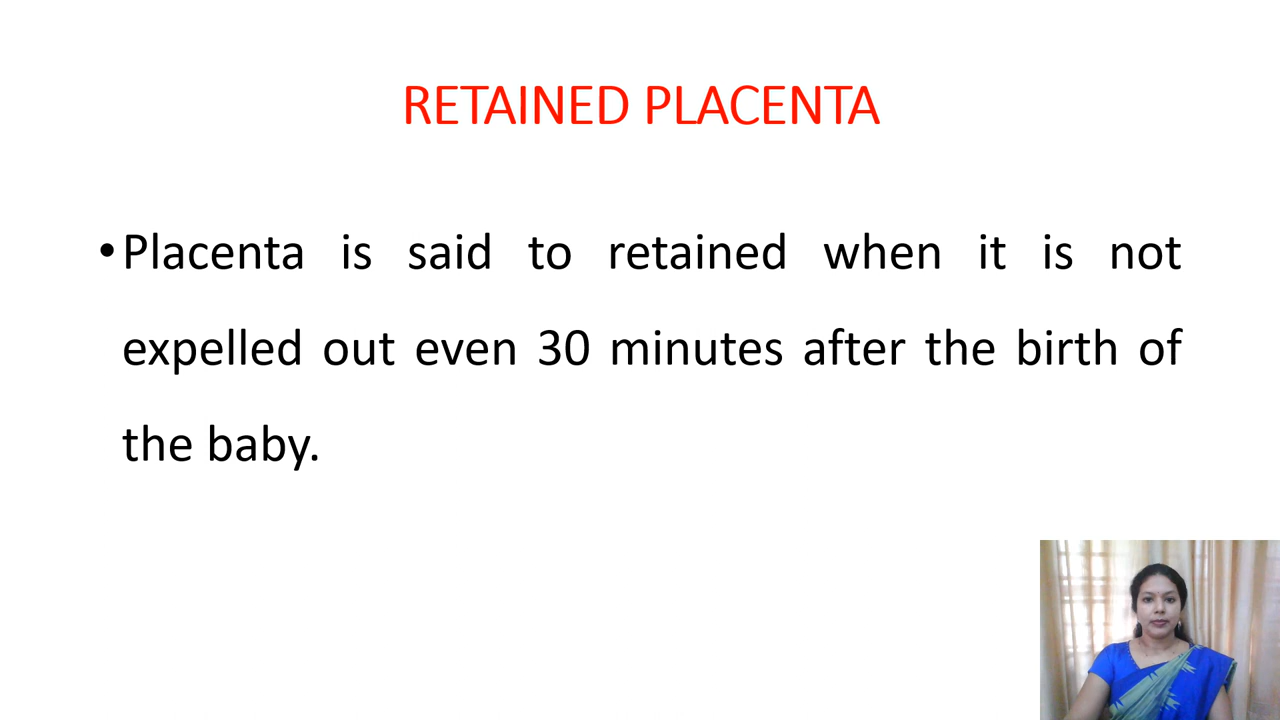 RETAINED PLACENTA
•Placenta is said to retained when it is not
expelled out even 30 minutes after the birth of
the baby.